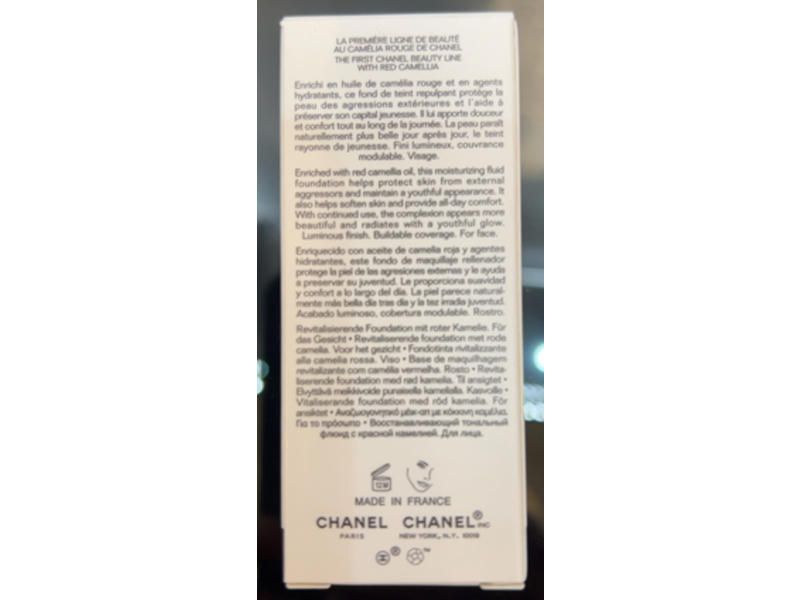 LA PREMIÈRE LIGNE DE BEAUTÉ
AU CAMÉLIA ROUGE DE CHANEL
THE FIRST CHANEL BEAUTY LINE
WITH RED CAMELLIA
Enrichi en huile de camélia rouge et en agents
hydratants, ce fond de teint repulpant protège la
peau des agressions extérieures et l'aide à
préserver son capital jeunesse. Il lui apporte douceur
et confort tout au long de la journée. La peau paraît
naturellement plus belle jour après jour, le teint
rayonne de jeunesse. Fini lumineux, couvrance
modulable. Visage.
Enriched with red camellia oil, this moisturizing fluid
foundation helps protect skin from external
aggressors and maintain a youthful appearance. It
also helps soften skin and provide all-day comfort.
With continued use, the complexion appears more
beautiful and radiates with a youthful glow.
Luminous finish. Buildable coverage. For face.
Enriquecido con aceite de camelia roja y agentes
hidratantes, este fondo de maquillaje rellenador
protege la piel de las agresiones externas y le ayuda
a preservar su juventud. Le proporciona suavidad
y confort a lo largo del día. La piel parece natural-
mente más bella día tras día y la tez irradia juventud.
Acabado luminoso, cobertura modulable. Rostro.
Revitalisierende Foundation mit roter Kamelie. Für
das Gesicht • Revitaliserende foundation met rode
camelia. Voor het gezicht • Fondotinta rivitalizzante
alla camelia rossa. Viso • Base de maquilhagem
revitalizante com camélia vermelha. Rosto • Revita-
liserende foundation med rød kamelia. Til ansigtet •
Elvyttävä meikkivoide punaisella kamelialla. Kasvoille •
Vitaliserande foundation med röd kamelia. För
ansiktet • Αναζωογονητικό μέικ-απ με κόκκινη καμέλια.
Για το πρόσωπο • Восстанавливающий тональный
флюид с красной камелией. Для лица.
12 M
MADE IN FRANCE
CHANEL CHANEL® INC
PARIS NEW YORK, N.Y. 10019
® ™